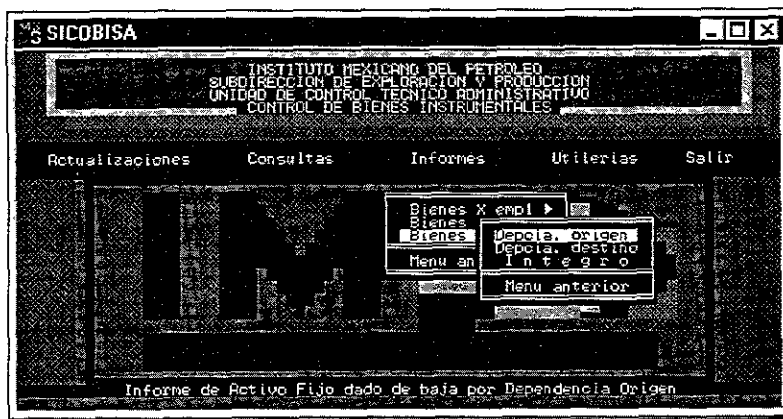 SICOBISA
INSTITUTO MEXICANO DEL PETROLEO
SUBDIRECCION DE EXPLORACION Y PRODUCCION
UNIDAD DE CONTROL TECNICO ADMINISTRATIVO
CONTROL DE BIENES INSTRUMENTALES
Actualizaciones Consultas Informes Utilerias Salir
Bienes X empl
Bienes
Bienes Depcia. origen
Depcia. destino
Menu an I n t e g r o
Menu anterior
Informe de Activo Fijo dado de baja por Dependencia Origen